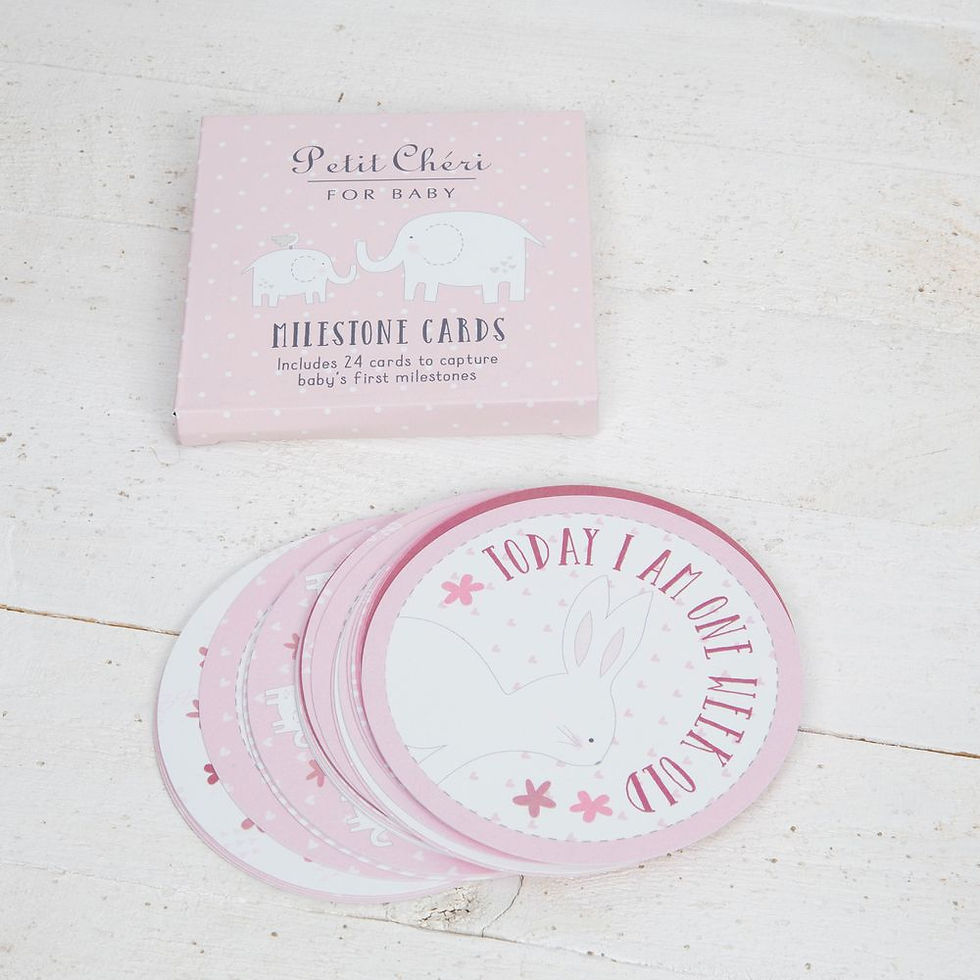 Petit Chéri
FOR BABY
MILESTONE CARDS
Includes 24 cards to capture
baby's first milestones
TODAY I AM ONE WEEK OLD